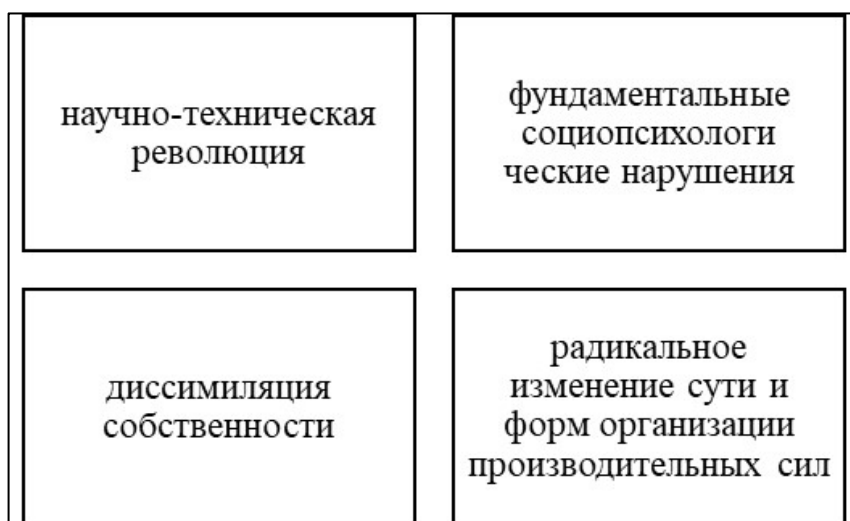 научно-техническая
революция
фундаментальные
социопсихологи
ческие нарушения
диссимиляция
собственности
радикальное
изменение сути и
форм организации
производительных сил